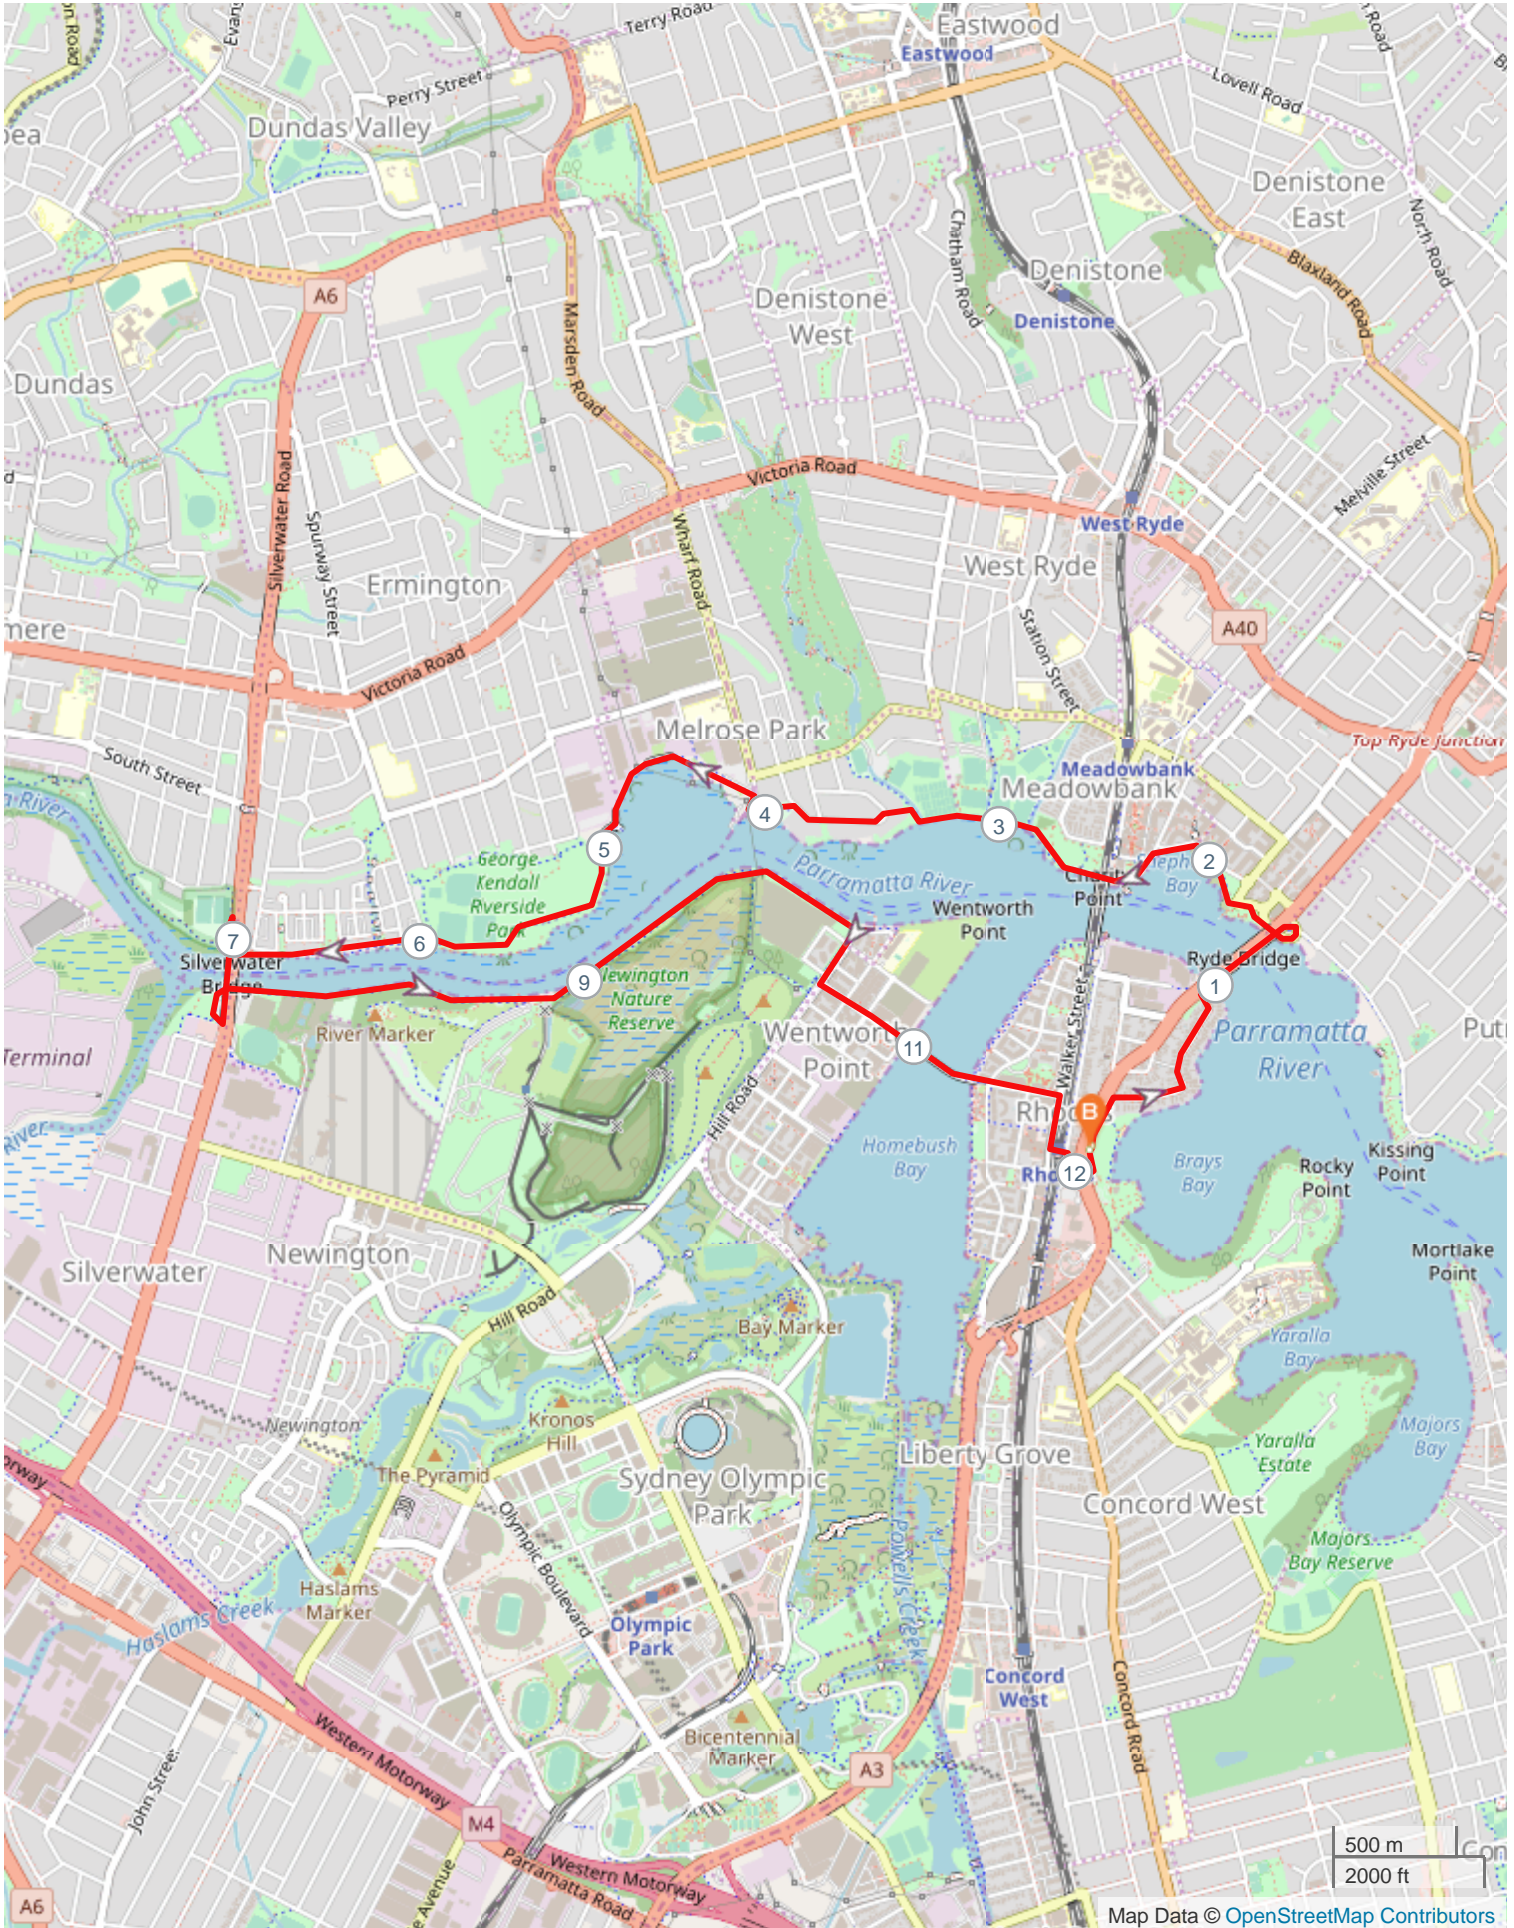 Terry Road
Eastwood
Eastwood
Perry Street
Lovell Road
Dundas Valley
Denistone
East
North Road
Chatham Road
Blaxland Road
Denistone
Denistone
A6
Denistone
West
Marsden Road
Dundas
Victoria Road
Melville Street
Silverwater Road
Spurway Street
Wharf Road
West Ryde
West Ryde
Ermington
Station Street
A40
mere
Victoria Road
Melrose Park
Top Ryde Junction
South Street
Meadowbank
Meadowbank
4
3
5
2
George
Kendall
Riverside
Park
Parramatta River
Charity
Point
Bay
Wentworth
Point
7
6
Silverwater
Bridge
Ryde Bridge
9
1
Newington
Nature
Reserve
River Marker
Terminal
Wentworth
Point
11
Walker Street
Parramatta
River
Rhodes
B
Hill Road
River
Homebush
Bay
Brays
Bay
Kissing
Point
Rocky
Point
12
Newington
Silverwater
Mortlake
Point
Hill Road
Bay Marker
Yaralla
Bay
Kronos
Hill
Newington
Majors
Bay
Yaralla
Estate
The Pyramid
Liberty Grove
Sydney Olympic
Park
Concord West
Olympic Boulevard
Powells Creek
Majors
Bay Reserve
Haslams
Marker
Haslams Creek
Olympic
Park
Concord
West
Concord Road
Western Motorway
Bicentennial
Marker
A3
John Street
M4
500 m
2000 ft
Western Motorway
Parramatta Road
A6
Map Data © OpenStreetMap Contributors